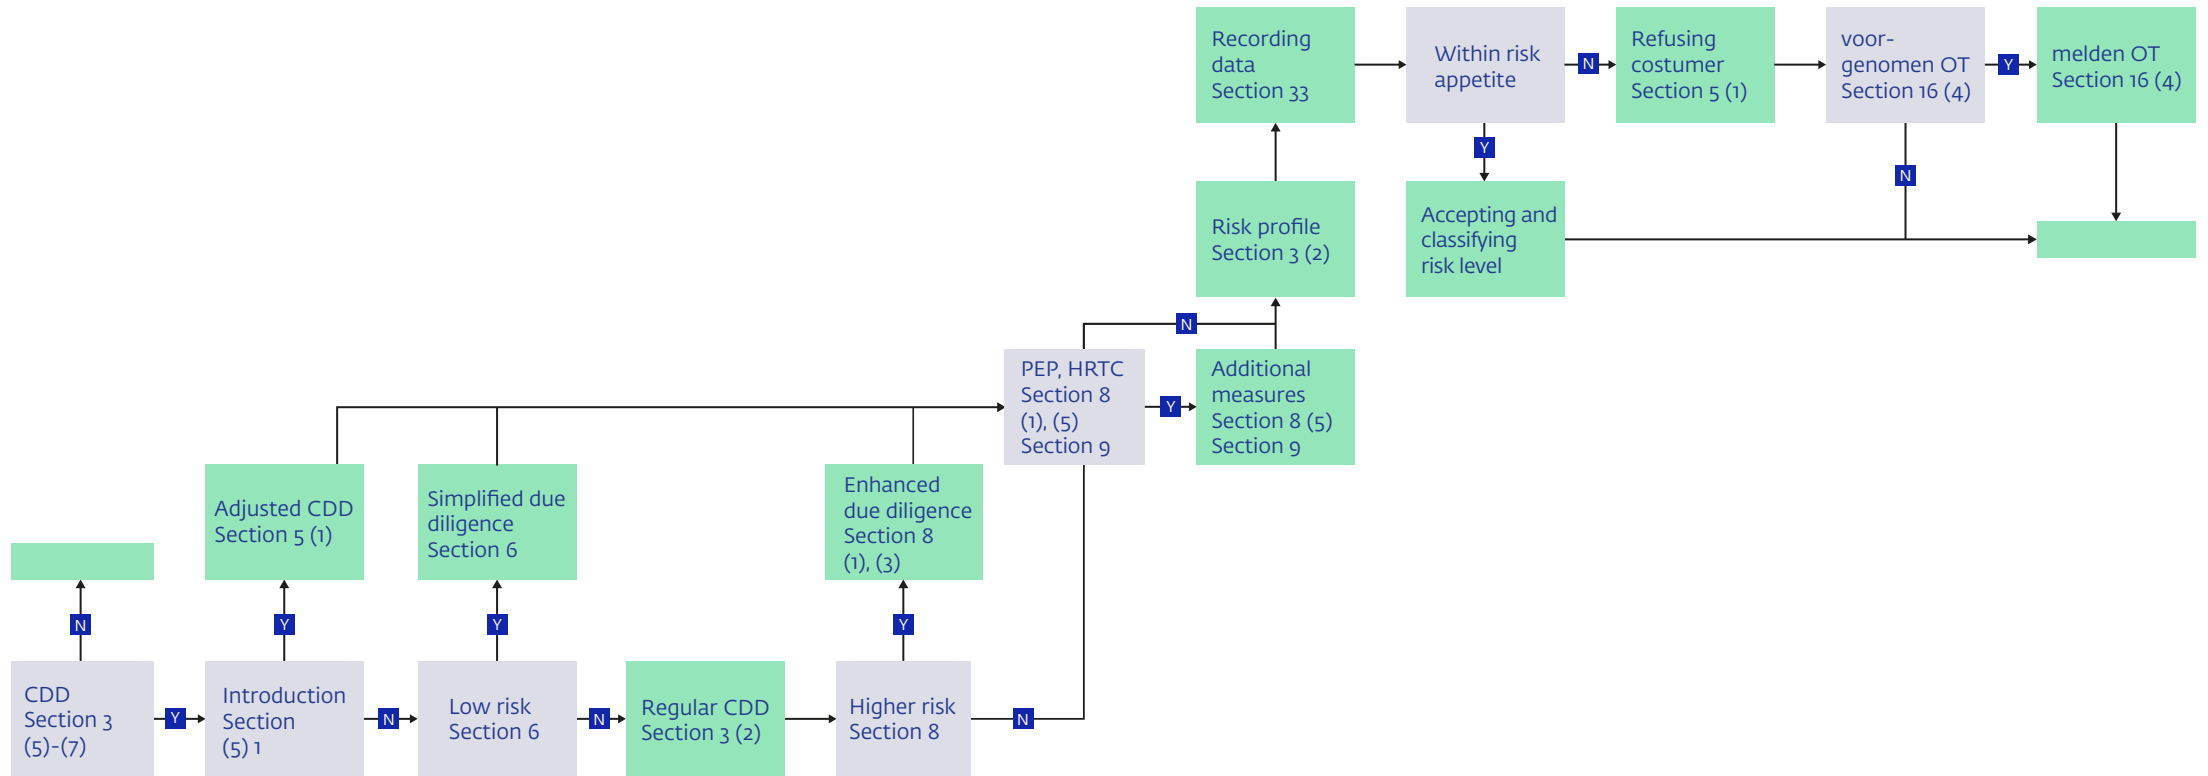 Recording
data
Section 33
Within risk
appetite
N
Refusing
costumer
Section 5 (1)
voor-
genomen OT
Section 16 (4)
Y
melden OT
Section 16 (4)
Y
N
Risk profile
Section 3 (2)
Accepting and
classifying
risk level
N
PEP, HRTC
Section 8
(1), (5)
Section 9
Y
Additional
measures
Section 8 (5)
Section 9
Adjusted CDD
Section 5 (1)
Simplified due
diligence
Section 6
Enhanced
due diligence
Section 8
(1), (3)
N
Y
Y
Y
CDD
Section 3
(5)-(7)
Y
Introduction
Section
(5) 1
N
Low risk
Section 6
N
Regular CDD
Section 3 (2)
Higher risk
Section 8
N